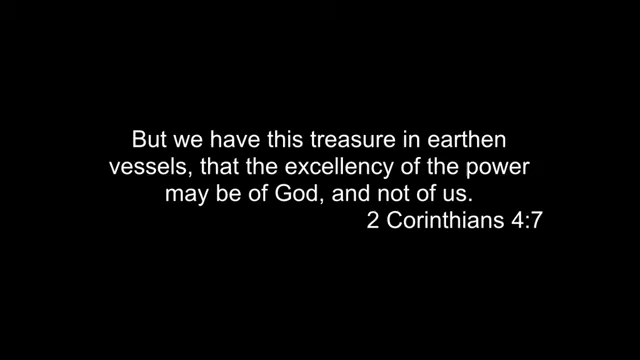 But we have this treasure in earthen
vessels, that the excellency of the power
may be of God, and not of us.
2 Corinthians 4:7